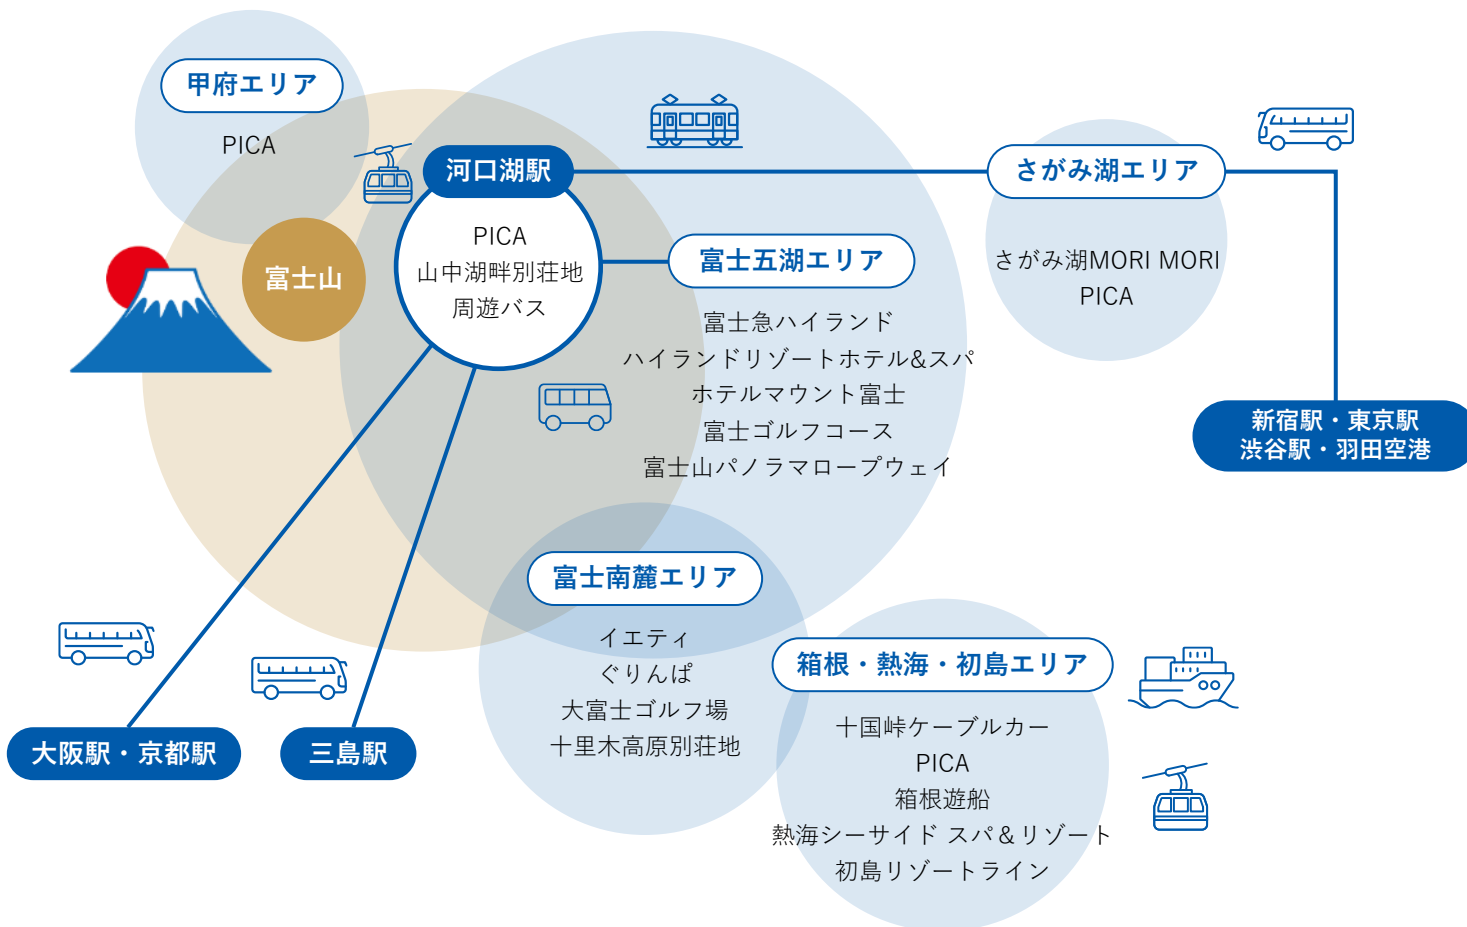 甲府エリア
PICA
河口湖駅
PICA
山中湖畔別荘地
周遊バス
富士山
富士五湖エリア
富士急ハイランド
ハイランドリゾートホテル&スパ
ホテルマウント富士
富士ゴルフコース
富士山パノラマロープウェイ
さがみ湖エリア
さがみ湖MORI MORI
PICA
新宿駅・東京駅
渋谷駅・羽田空港
富士南麓エリア
イエティ
ぐりんぱ
大富士ゴルフ場
十里木高原別荘地
箱根・熱海・初島エリア
十国峠ケーブルカー
PICA
箱根遊船
熱海シーサイド スパ&リゾート
初島リゾートライン
大阪駅・京都駅
三島駅